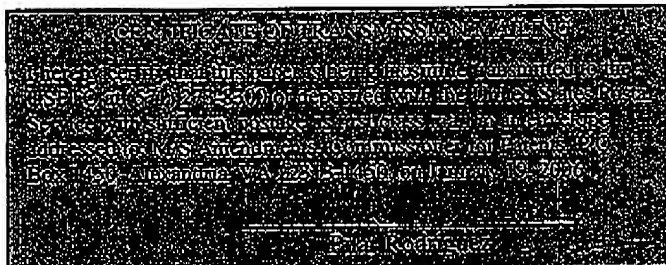 CERTIFICATE OF TRANSMISSION/MAILING
I hereby certify that this paper is being facsimile transmitted to the
USPTO at (571) 273-8300 or deposited with the United States Postal
Service with sufficient postage as first class mail in an envelope
addressed to: M/S Amendments, Commissioner for Patents, P.O.
Box 1450, Alexandria, VA 22313-1450, on January 19, 2006
Rodriguez